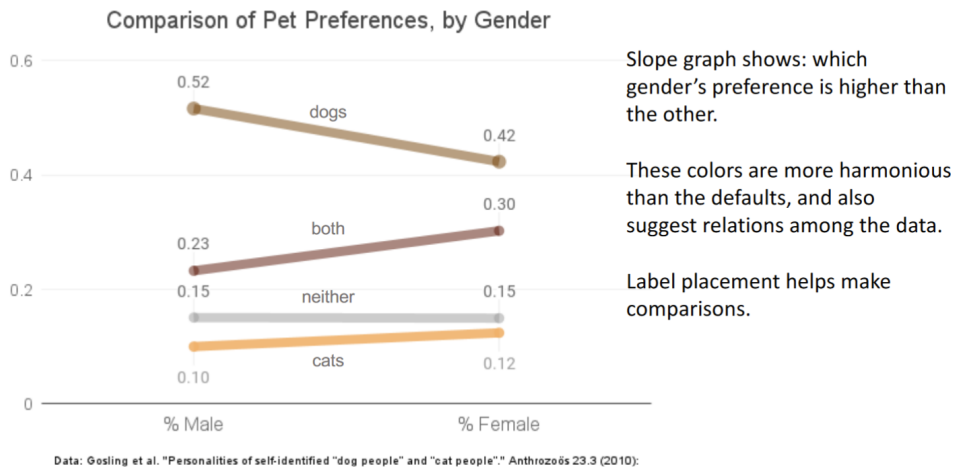 Comparison of Pet Preferences, by Gender
0.6
0.52
dogs
0.42
0.4
0.30
both
0.23
0.2
0.15
neither
0.15
cats
0.10
0.12
0
% Male
% Female
Data: Gosling et al. "Personalities of self-identified "dog people" and "cat people"." Anthrozoös 23.3 (2010):
Slope graph shows: which
gender’s preference is higher than
the other.
These colors are more harmonious
than the defaults, and also
suggest relations among the data.
Label placement helps make
comparisons.